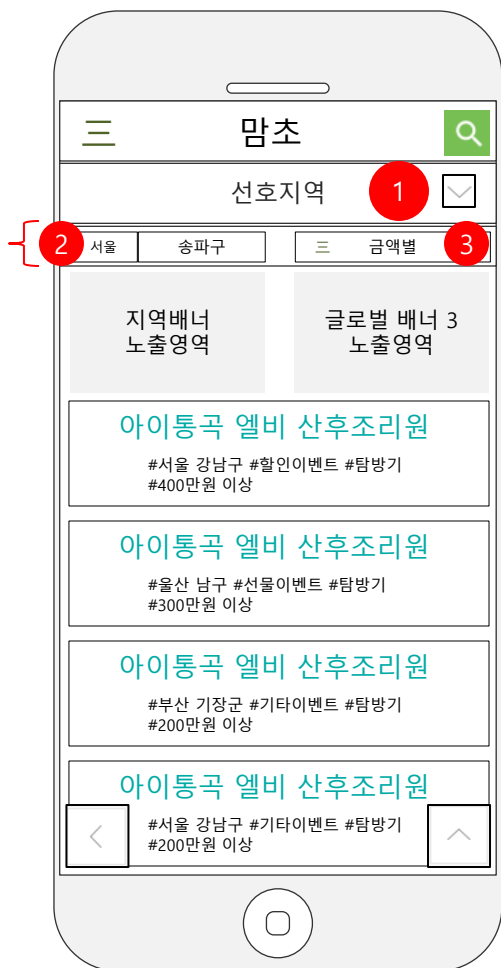 三 맘초
선호지역 1
2 서울 송파구 三 금액별 3
지역배너
노출영역
글로벌 배너 3
노출영역
아이통곡 엘비 산후조리원
#서울 강남구 #할인이벤트 #탐방기
#400만원 이상
아이통곡 엘비 산후조리원
#울산 남구 #선물이벤트 #탐방기
#300만원 이상
아이통곡 엘비 산후조리원
#부산 기장군 #기타이벤트 #탐방기
#200만원 이상
아이통곡 엘비 산후조리원
#서울 강남구 #기타이벤트 #탐방기
#200만원 이상